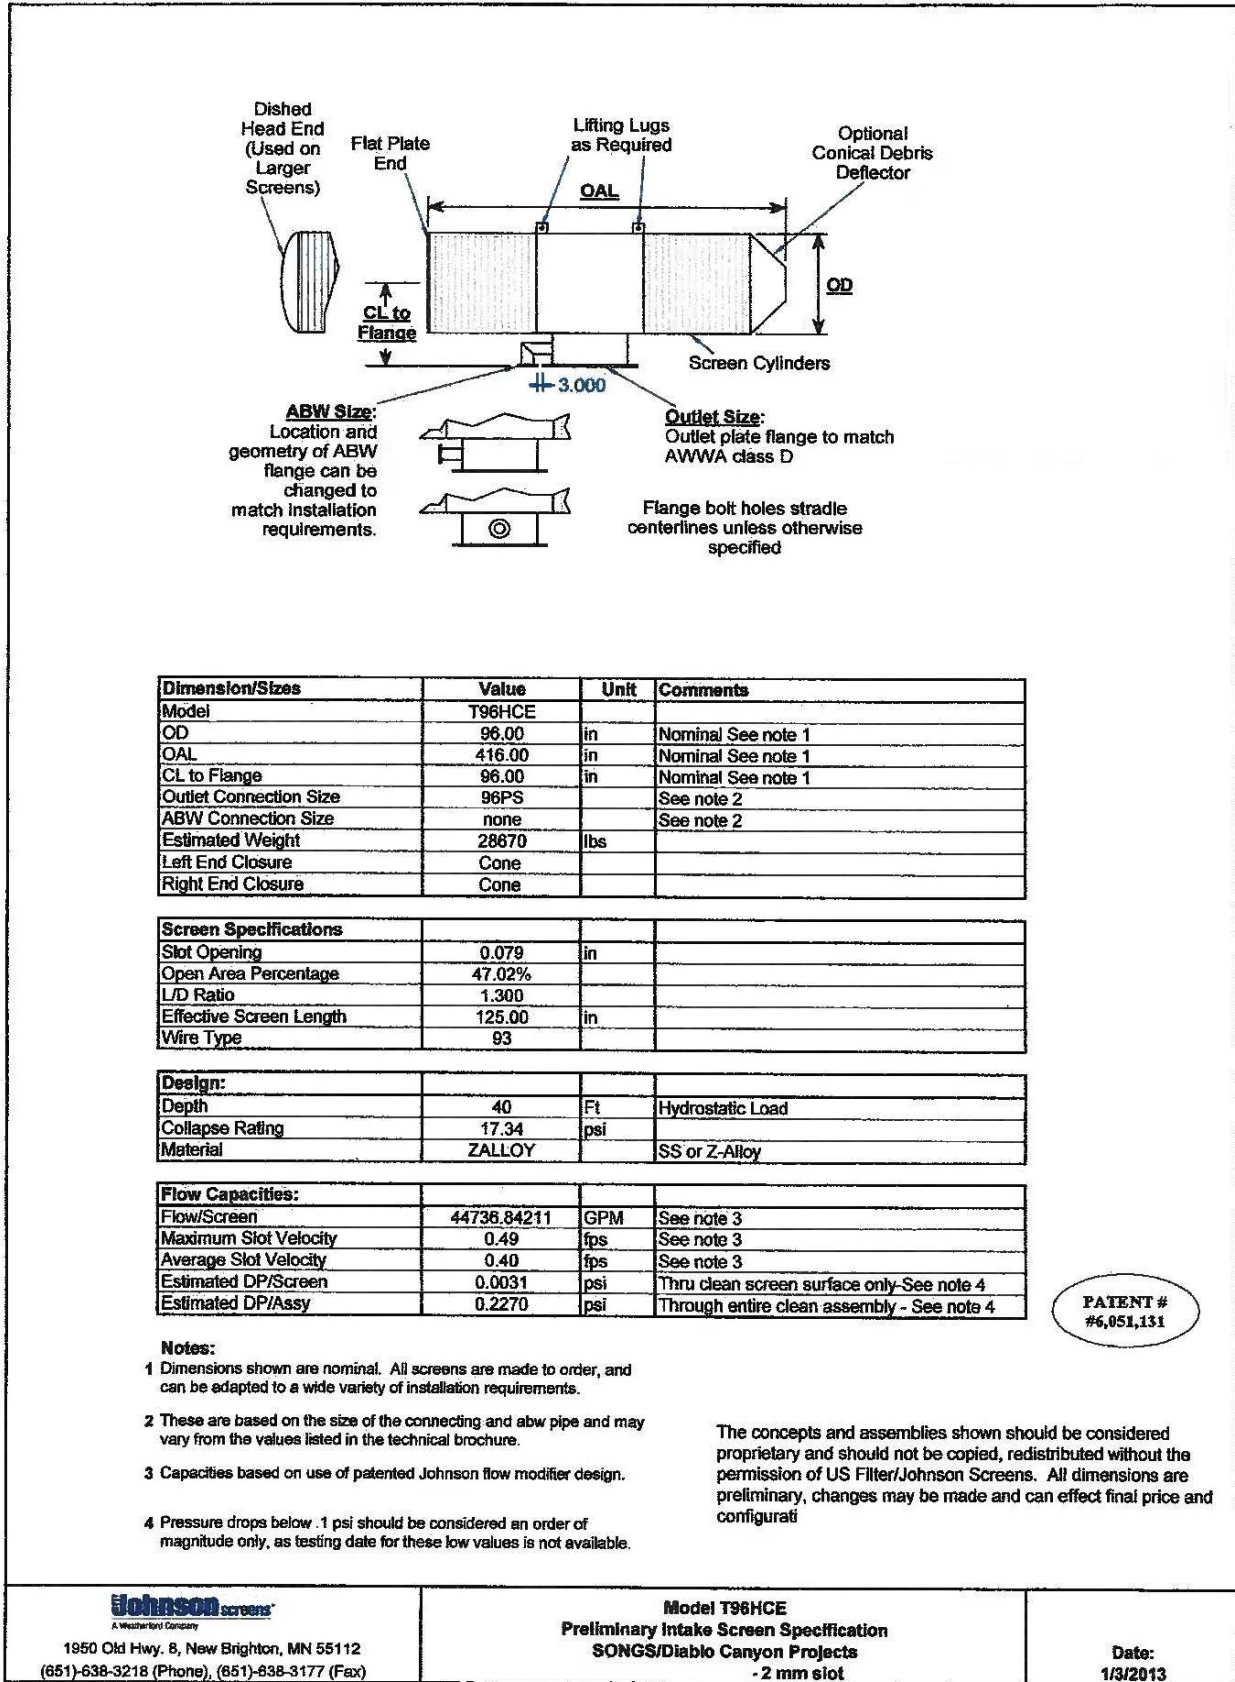 Dished
Head End
(Used on
Larger
Screens)
Flat Plate
End
Lifting Lugs
as Required
Optional
Conical Debris
Deflector
OAL
OD
CL to
Flange
Screen Cylinders
3.000
ABW Size:
Location and
geometry of ABW
flange can be
changed to
match installation
requirements.
Outlet Size:
Outlet plate flange to match
AWWA class D
Flange bolt holes stradle
centerlines unless otherwise
specified
Dimension/Sizes Value Unit Comments
Model T96HCE
OD 96.00 in Nominal See note 1
OAL 416.00 in Nominal See note 1
CL to Flange 96.00 in Nominal See note 1
Outlet Connection Size 96PS See note 2
ABW Connection Size none See note 2
Estimated Weight 28670 lbs
Left End Closure Cone
Right End Closure Cone
Screen Specifications
Slot Opening 0.079 in
Open Area Percentage 47.02%
L/D Ratio 1.300
Effective Screen Length 125.00 in
Wire Type 93
Design:
Depth 40 Ft Hydrostatic Load
Collapse Rating 17.34 psi
Material ZALLOY SS or Z-Alloy
Flow Capacities:
Flow/Screen 44736.84211 GPM See note 3
Maximum Slot Velocity 0.49 fps See note 3
Average Slot Velocity 0.40 fps See note 3
Estimated DP/Screen 0.0031 psi Thru clean screen surface only-See note 4
Estimated DP/Assy 0.2270 psi Through entire clean assembly - See note 4
PATENT #
#6,051,131
Notes:
1 Dimensions shown are nominal. All screens are made to order, and
can be adapted to a wide variety of installation requirements.
2 These are based on the size of the connecting and abw pipe and may
vary from the values listed in the technical brochure.
3 Capacities based on use of patented Johnson flow modifier design.
4 Pressure drops below .1 psi should be considered an order of
magnitude only, as testing date for these low values is not available.
The concepts and assemblies shown should be considered
proprietary and should not be copied, redistributed without the
permission of US Filter/Johnson Screens. All dimensions are
preliminary, changes may be made and can effect final price and
configurati
Johnson screens
A Weatherford Company
1950 Old Hwy. 8, New Brighton, MN 55112
(651)-638-3218 (Phone), (651)-638-3177 (Fax)
Model T96HCE
Preliminary Intake Screen Specification
SONGS/Diablo Canyon Projects
- 2 mm slot
Date:
1/3/2013